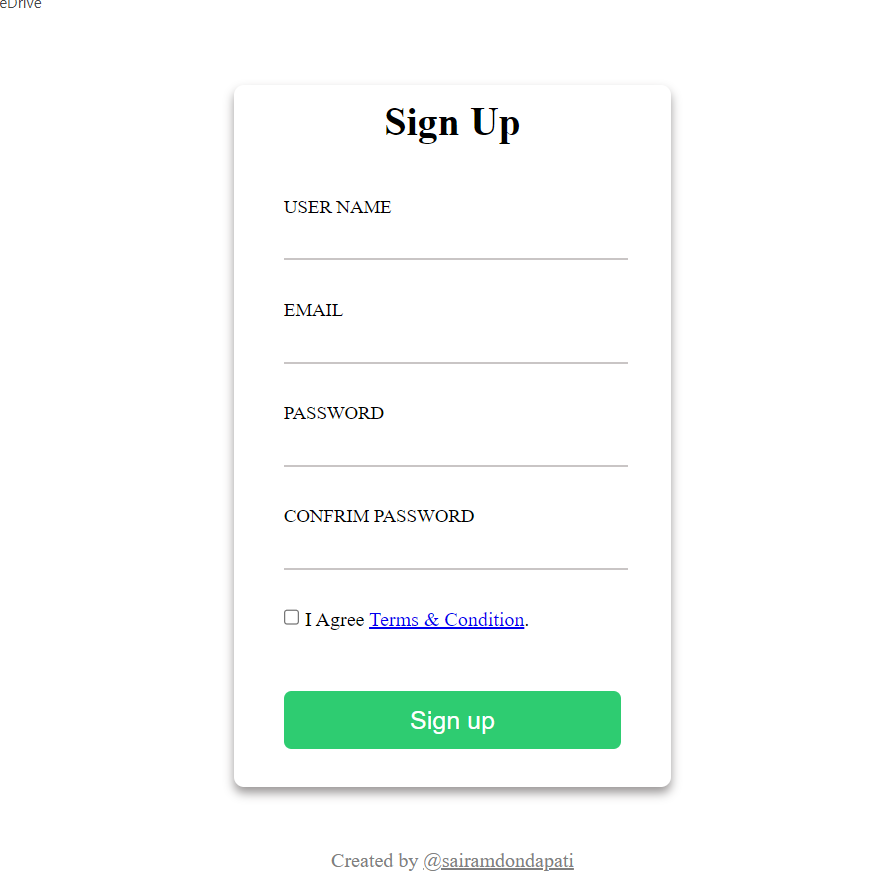 eDrive
Sign Up
USER NAME
EMAIL
PASSWORD
CONFRIM PASSWORD
I Agree Terms & Condition.
Sign up
Created by @sairamdondapati